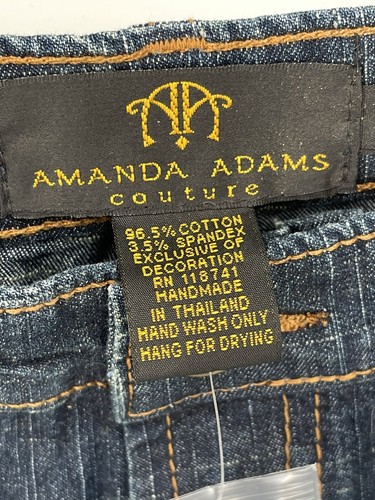 AMANDA ADAMS
couture
96.5% COTTON
3.5% SPANDEX
EXCLUSIVE OF
DECORATION
RN 118741
HANDMADE
IN THAILAND
HAND WASH ONLY
HANG FOR DRYING